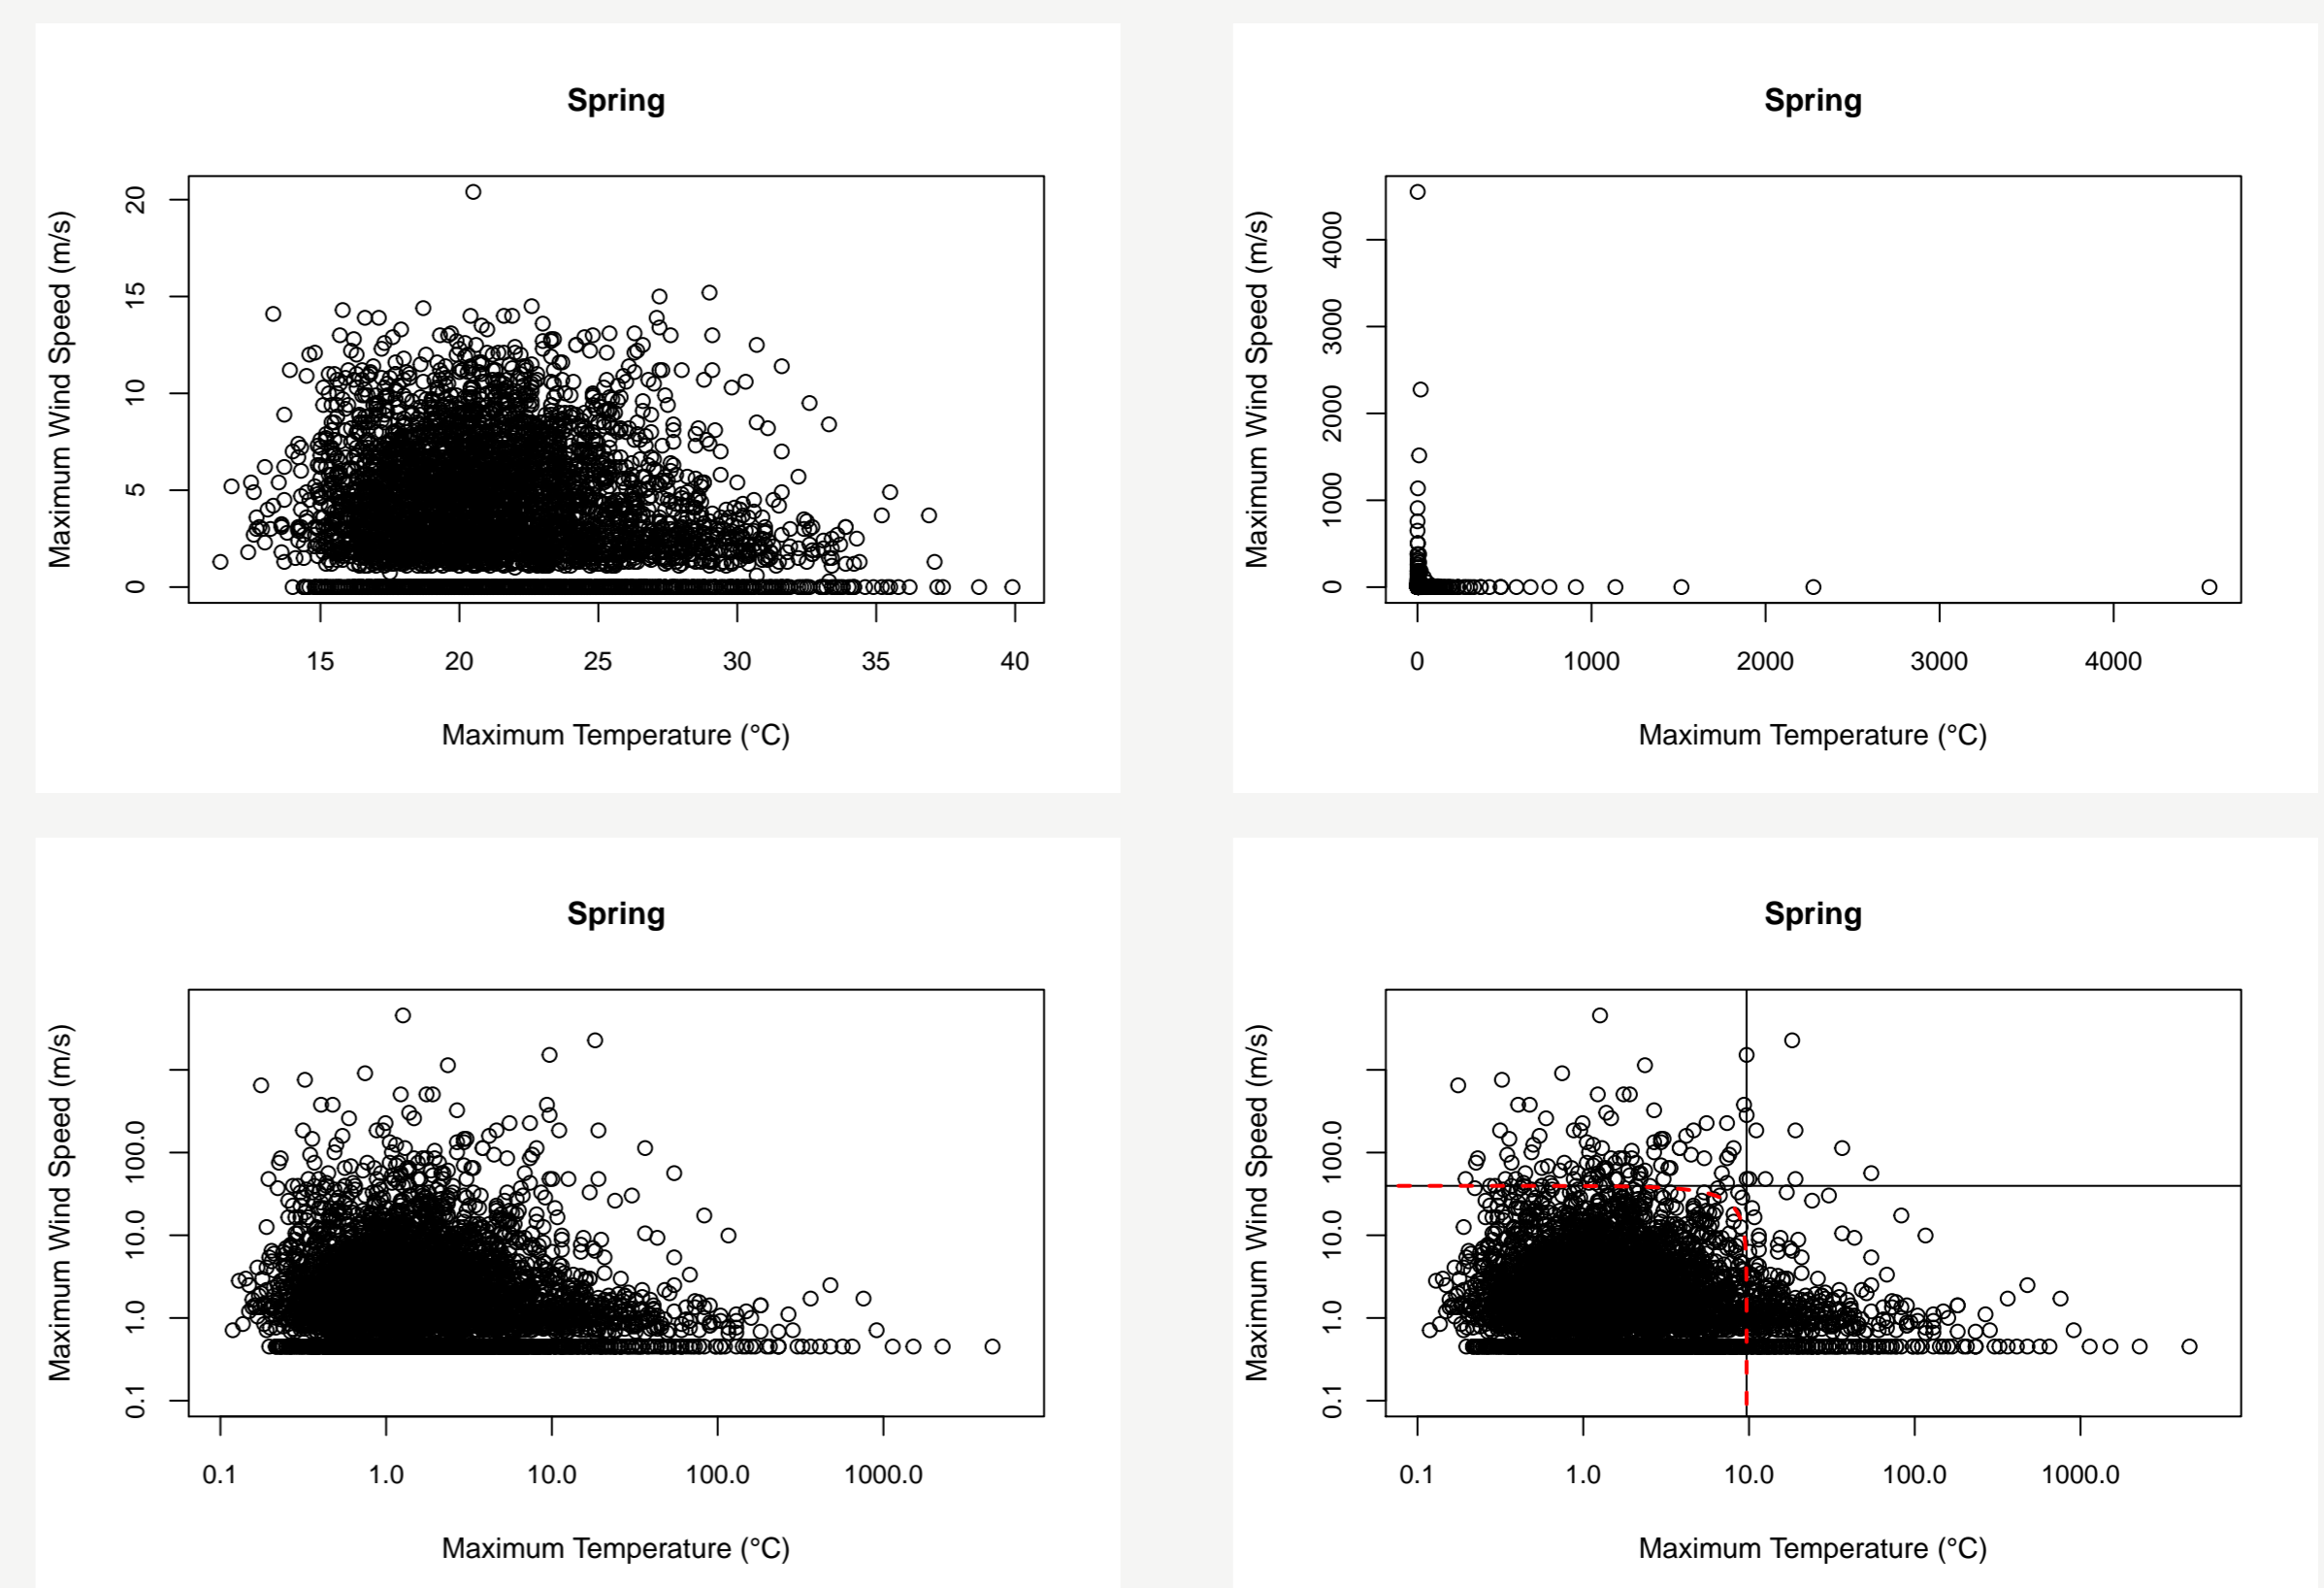 Spring
Maximum Wind Speed (m/s)
20
15
10
5
0
15 20 25 30 35 40
Maximum Temperature (°C)
Spring
Maximum Wind Speed (m/s)
4000
3000
2000
1000
0
0 1000 2000 3000 4000
Maximum Temperature (°C)
Spring
Maximum Wind Speed (m/s)
100.0
10.0
1.0
0.1
0.1 1.0 10.0 100.0 1000.0
Maximum Temperature (°C)
Spring
Maximum Wind Speed (m/s)
100.0
10.0
1.0
0.1
0.1 1.0 10.0 100.0 1000.0
Maximum Temperature (°C)